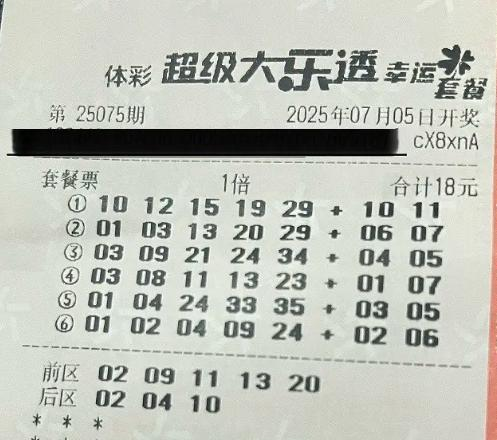 体彩 超级大乐透 幸运套餐
第 25075期 2025年07月05日开奖
cX8xnA
套餐票 1倍 合计18元
① 10 12 15 19 29 + 10 11
② 01 03 13 20 29 + 06 07
③ 03 09 21 24 34 + 04 05
④ 03 08 11 13 23 + 01 07
⑤ 01 04 24 33 35 + 03 05
⑥ 01 02 04 09 24 + 02 06
前区 02 09 11 13 20
后区 02 04 10
* * *